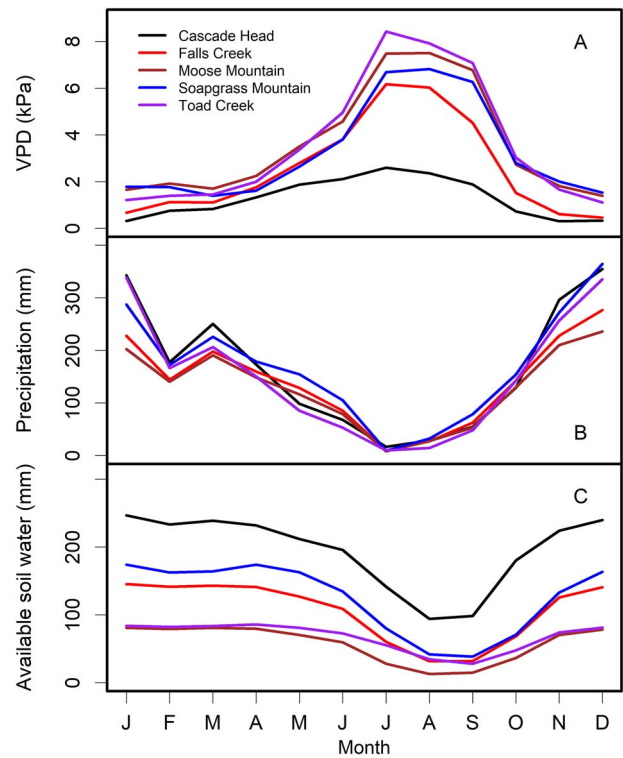 A
Cascade Head
Falls Creek
Moose Mountain
Soapgrass Mountain
Toad Creek
VPD (kPa)
8
6
4
2
0
B
Precipitation (mm)
300
200
100
0
C
Available soil water (mm)
200
100
0
J F M A M J J A S O N D
Month